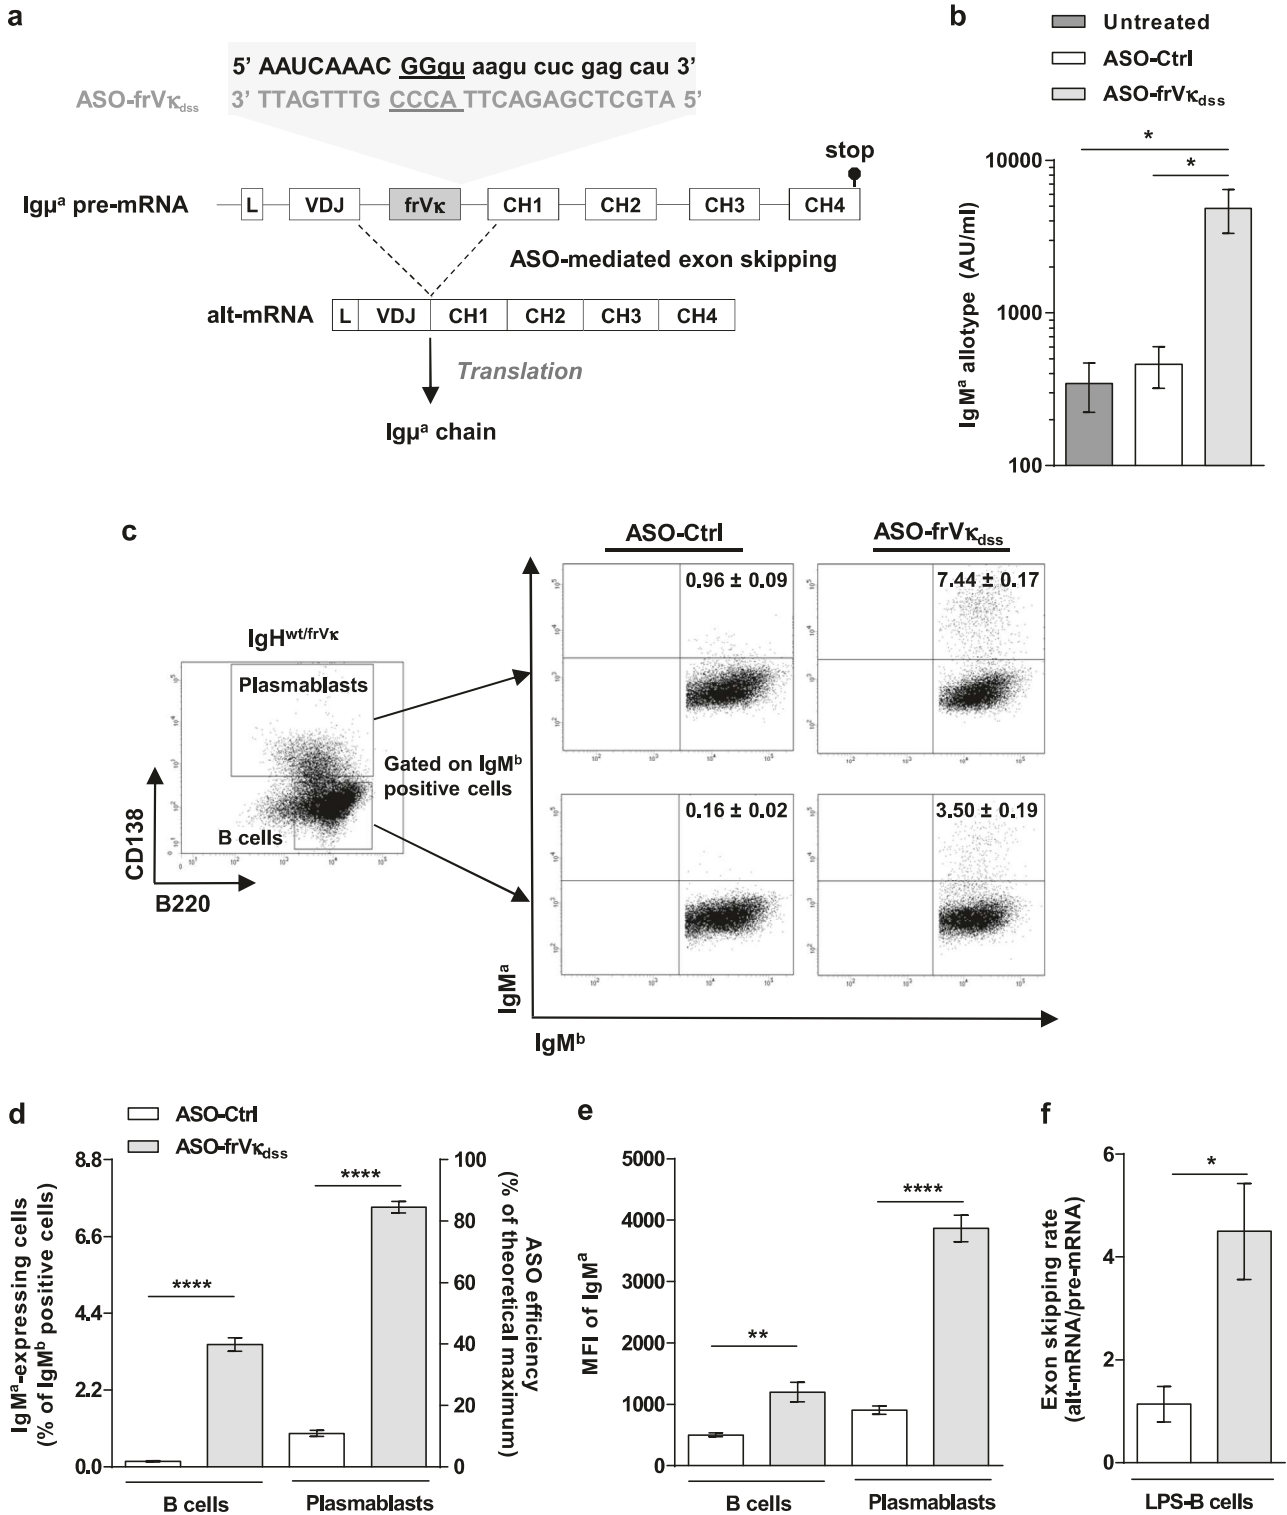 a
5’ AAUCAAAC GGgu aagu cuc gag cau 3’
ASO-frVκdss 3’ TTAGTTTG CCCA TTCAGAGCTCGTA 5’
stop
Igµa pre-mRNA L VDJ frVκ CH1 CH2 CH3 CH4
ASO-mediated exon skipping
alt-mRNA L VDJ CH1 CH2 CH3 CH4
Translation
Igµa chain
b
Untreated
ASO-Ctrl
ASO-frVκdss
*
*
IgMa allotype (AU/ml)
10000
1000
100
c
ASO-Ctrl ASO-frVκdss
IgHwt/frVκ
Plasmablasts
B cells
CD138
B220
Gated on IgMb
positive cells
0.96 ± 0.09 7.44 ± 0.17
0.16 ± 0.02 3.50 ± 0.19
IgMa
IgMb
d
ASO-Ctrl
ASO-frVκdss
IgMa-expressing cells
(% of IgMb positive cells)
8.8
6.6
4.4
2.2
0.0
**** ****
100
80
60
40
20
0
ASO efficiency
(% of theoretical maximum)
B cells Plasmablasts
e
MFI of IgMa
5000
4000
3000
2000
1000
0
** ****
B cells Plasmablasts
f
Exon skipping rate
(alt-mRNA/pre-mRNA)
6
4
2
0
*
LPS-B cells